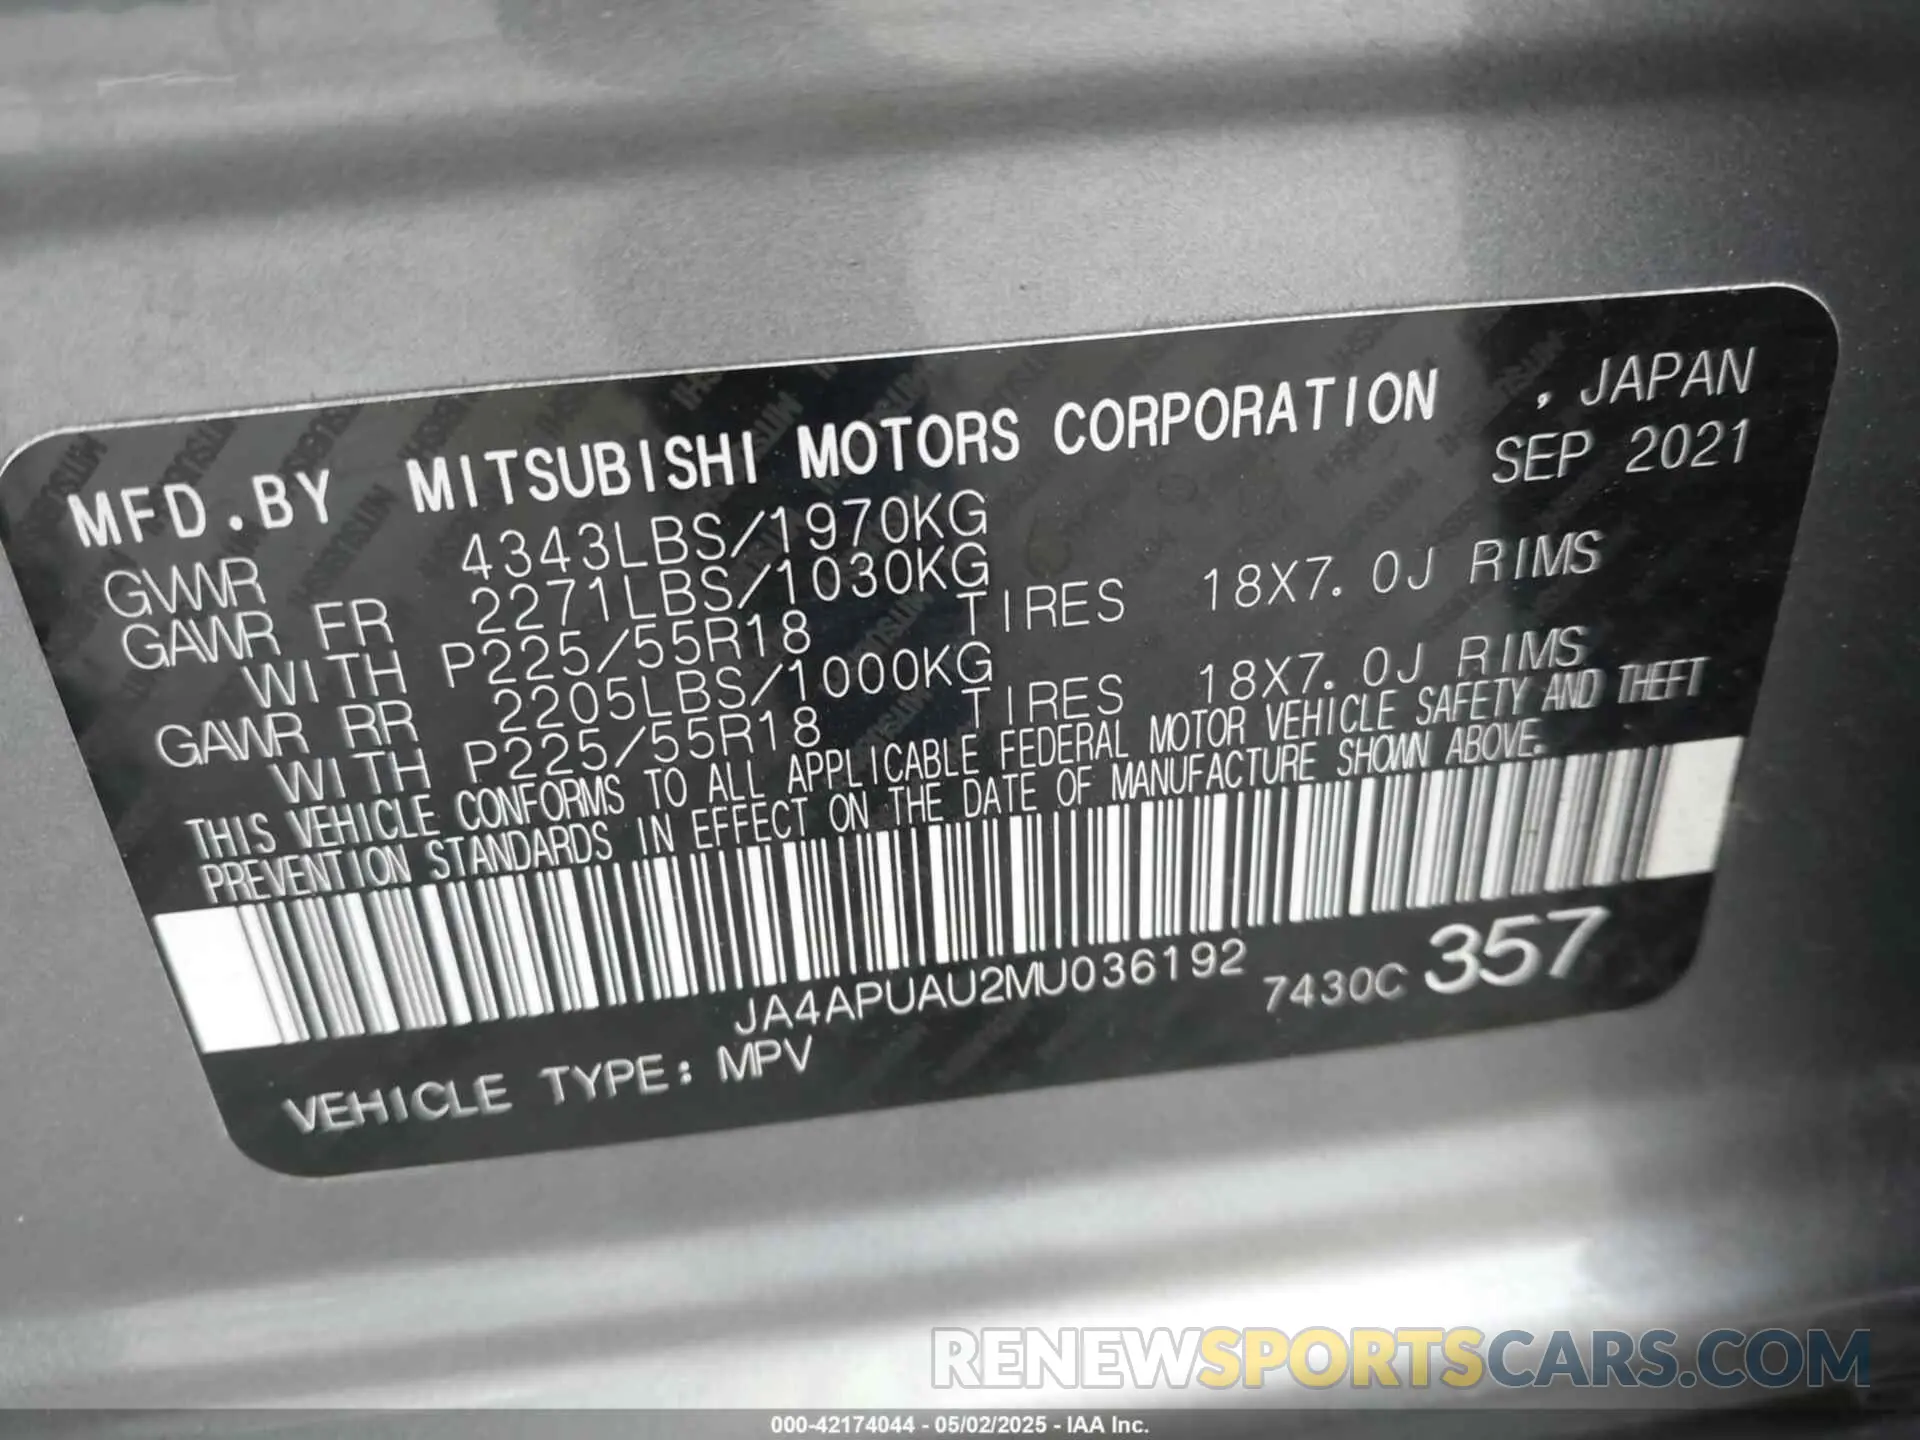 MFD.BY MITSUBISHI MOTORS CORPORATION , JAPAN
SEP 2021
GVWR 4343LBS/1970KG
GAWR FR 2271LBS/1030KG
WITH P225/55R18 TIRES 18X7.0J RIMS
GAWR RR 2205LBS/1000KG
WITH P225/55R18 TIRES 18X7.0J RIMS
THIS VEHICLE CONFORMS TO ALL APPLICABLE FEDERAL MOTOR VEHICLE SAFETY AND THEFT
PREVENTION STANDARDS IN EFFECT ON THE DATE OF MANUFACTURE SHOWN ABOVE.
JA4APUAU2MU036192 7430C 357
VEHICLE TYPE: MPV
RENEWSPORTSCARS.COM
000-42174044 - 05/02/2025 - IAA Inc.